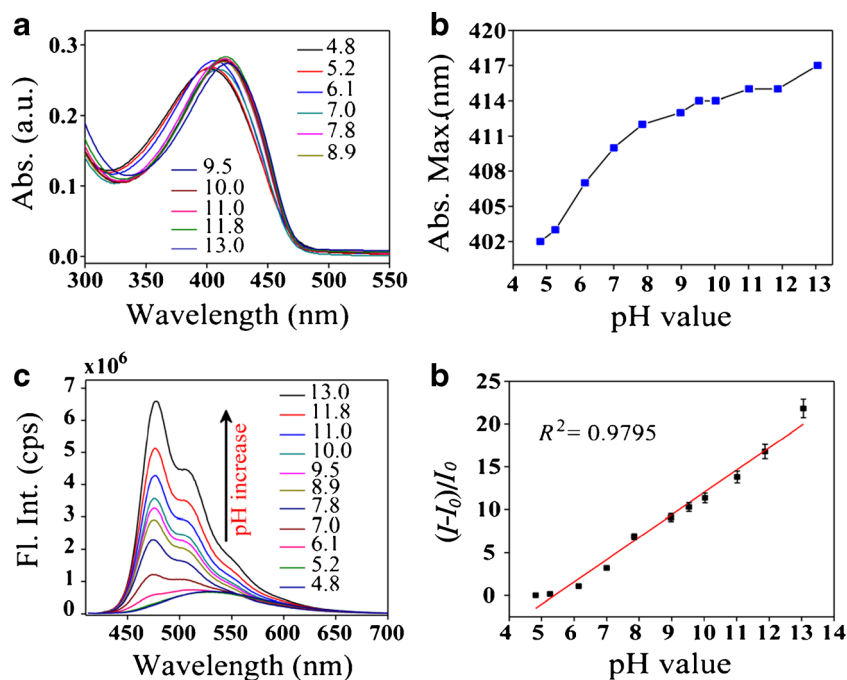 a
Abs. (a.u.)
0.3
0.2
0.1
0.0
4.8
5.2
6.1
7.0
7.8
8.9
9.5
10.0
11.0
11.8
13.0
300 350 400 450 500 550
Wavelength (nm)
b
Abs. Max.(nm)
420
417
414
411
408
405
402
4 5 6 7 8 9 10 11 12 13
pH value
c
x10⁶
Fl. Int. (cps)
7
6
5
4
3
2
1
0
pH increase
13.0
11.8
11.0
10.0
9.5
8.9
7.8
7.0
6.1
5.2
4.8
450 500 550 600 650 700
Wavelength (nm)
b
(I-I₀)/I₀
25
20
15
10
5
0
R² = 0.9795
4 5 6 7 8 9 10 11 12 13 14
pH value